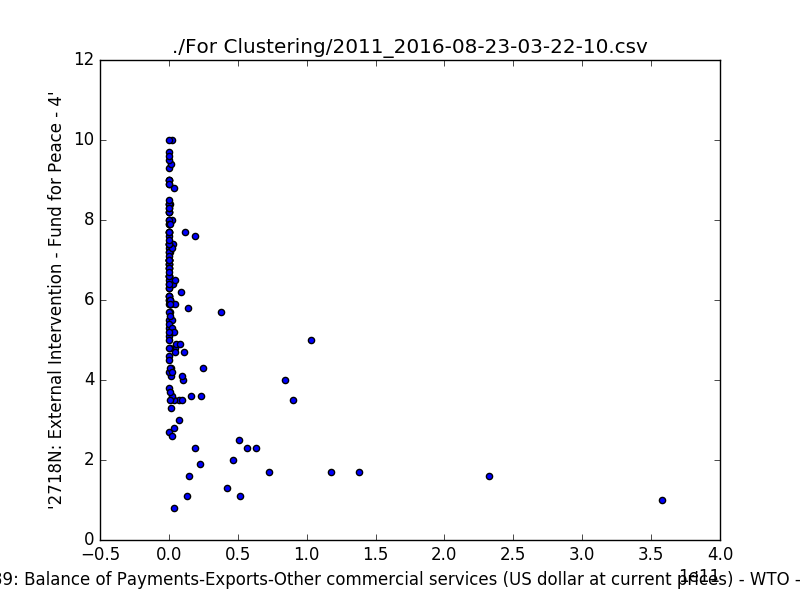 ./For Clustering/2011_2016-08-23-03-22-10.csv
'2718N: External Intervention - Fund for Peace - 4'
12
10
8
6
4
2
0
−0.5 0.0 0.5 1.0 1.5 2.0 2.5 3.0 3.5 4.0
1e11
39: Balance of Payments-Exports-Other commercial services (US dollar at current prices) - WTO -